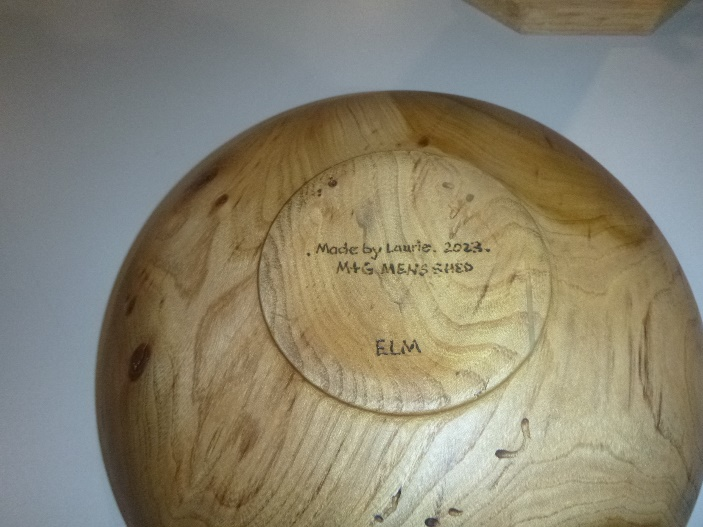 . Made by Laurie. 2023.
M+G MENS SHED
ELM